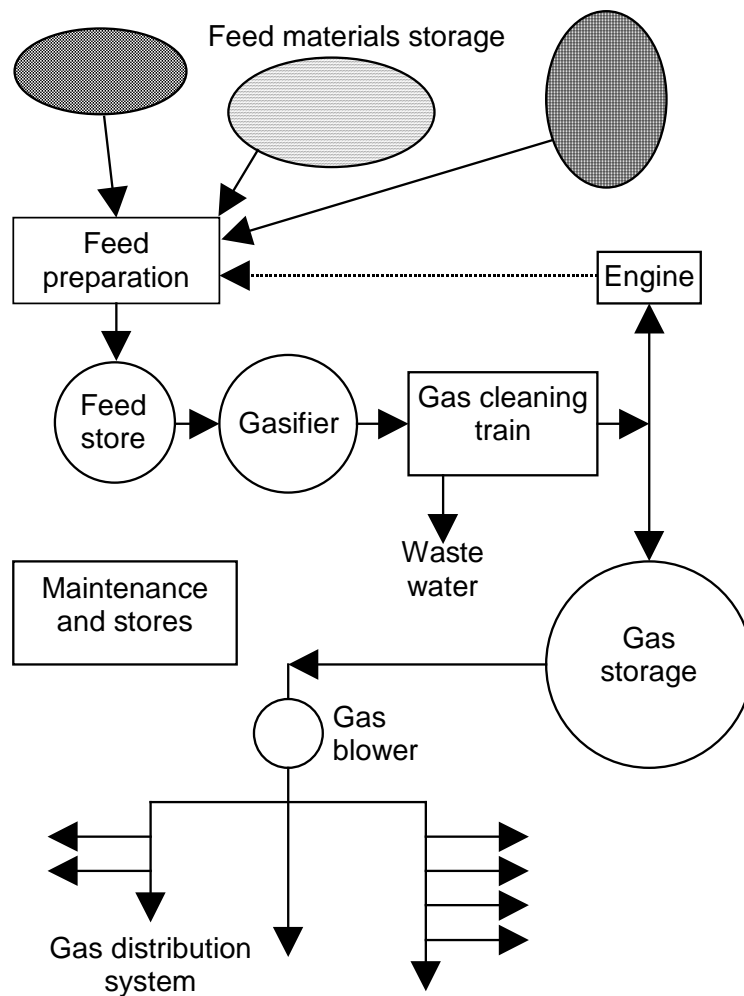 Feed materials storage
Feed
preparation
Engine
Feed
store
Gasifier
Gas cleaning
train
Waste
water
Maintenance
and stores
Gas
storage
Gas
blower
Gas distribution
system